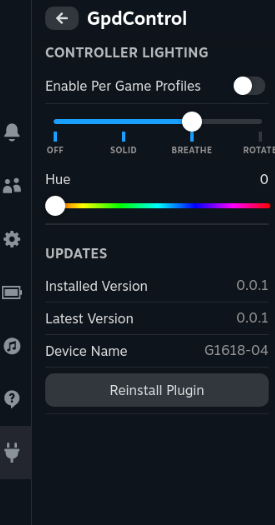 GpdControl
CONTROLLER LIGHTING
Enable Per Game Profiles
OFF SOLID BREATHE ROTATE
Hue 0
UPDATES
Installed Version 0.0.1
Latest Version 0.0.1
Device Name G1618-04
Reinstall Plugin